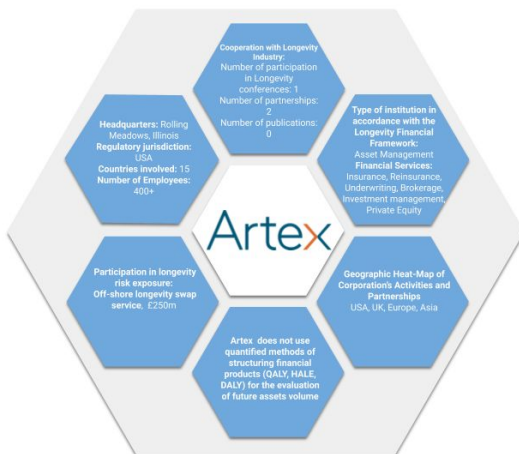 Cooperation with Longevity
Industry:
Number of participation
in Longevity
conferences: 1
Number of partnerships:
2
Number of publications:
0
Headquarters: Rolling
Meadows, Illinois
Regulatory jurisdiction:
USA
Countries involved: 15
Number of Employees:
400+
Type of institution in
accordance with the
Longevity Financial
Framework:
Asset Management
Financial Services:
Insurance, Reinsurance,
Underwriting, Brokerage,
Investment management,
Private Equity
Artex
Participation in longevity
risk exposure:
Off-shore longevity swap
service, £250m
Geographic Heat-Map of
Corporation's Activities and
Partnerships
USA, UK, Europe, Asia
Artex does not use
quantified methods of
structuring financial
products (QALY, HALE,
DALY) for the evaluation
of future assets volume